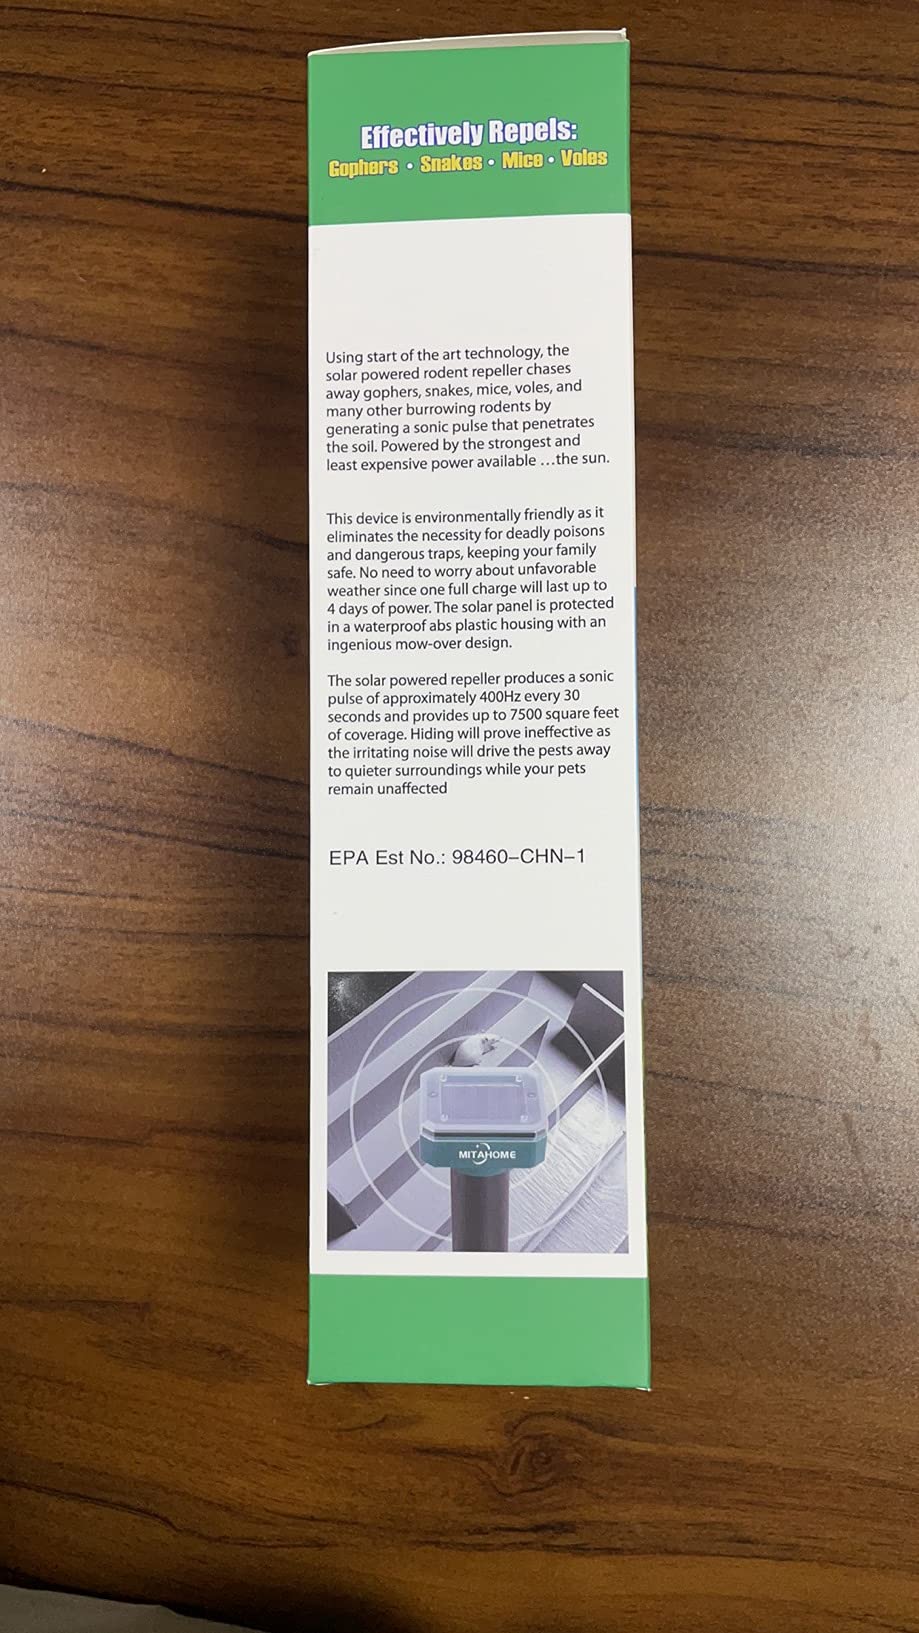 Effectively Repels:
Gophers • Snakes • Mice • Voles
Using start of the art technology, the
solar powered rodent repeller chases
away gophers, snakes, mice, voles, and
many other burrowing rodents by
generating a sonic pulse that penetrates
the soil. Powered by the strongest and
least expensive power available ...the sun.
This device is environmentally friendly as it
eliminates the necessity for deadly poisons
and dangerous traps, keeping your family
safe. No need to worry about unfavorable
weather since one full charge will last up to
4 days of power. The solar panel is protected
in a waterproof abs plastic housing with an
ingenious mow-over design.
The solar powered repeller produces a sonic
pulse of approximately 400Hz every 30
seconds and provides up to 7500 square feet
of coverage. Hiding will prove ineffective as
the irritating noise will drive the pests away
to quieter surroundings while your pets
remain unaffected
EPA Est No.: 98460–CHN–1
MITAHOME